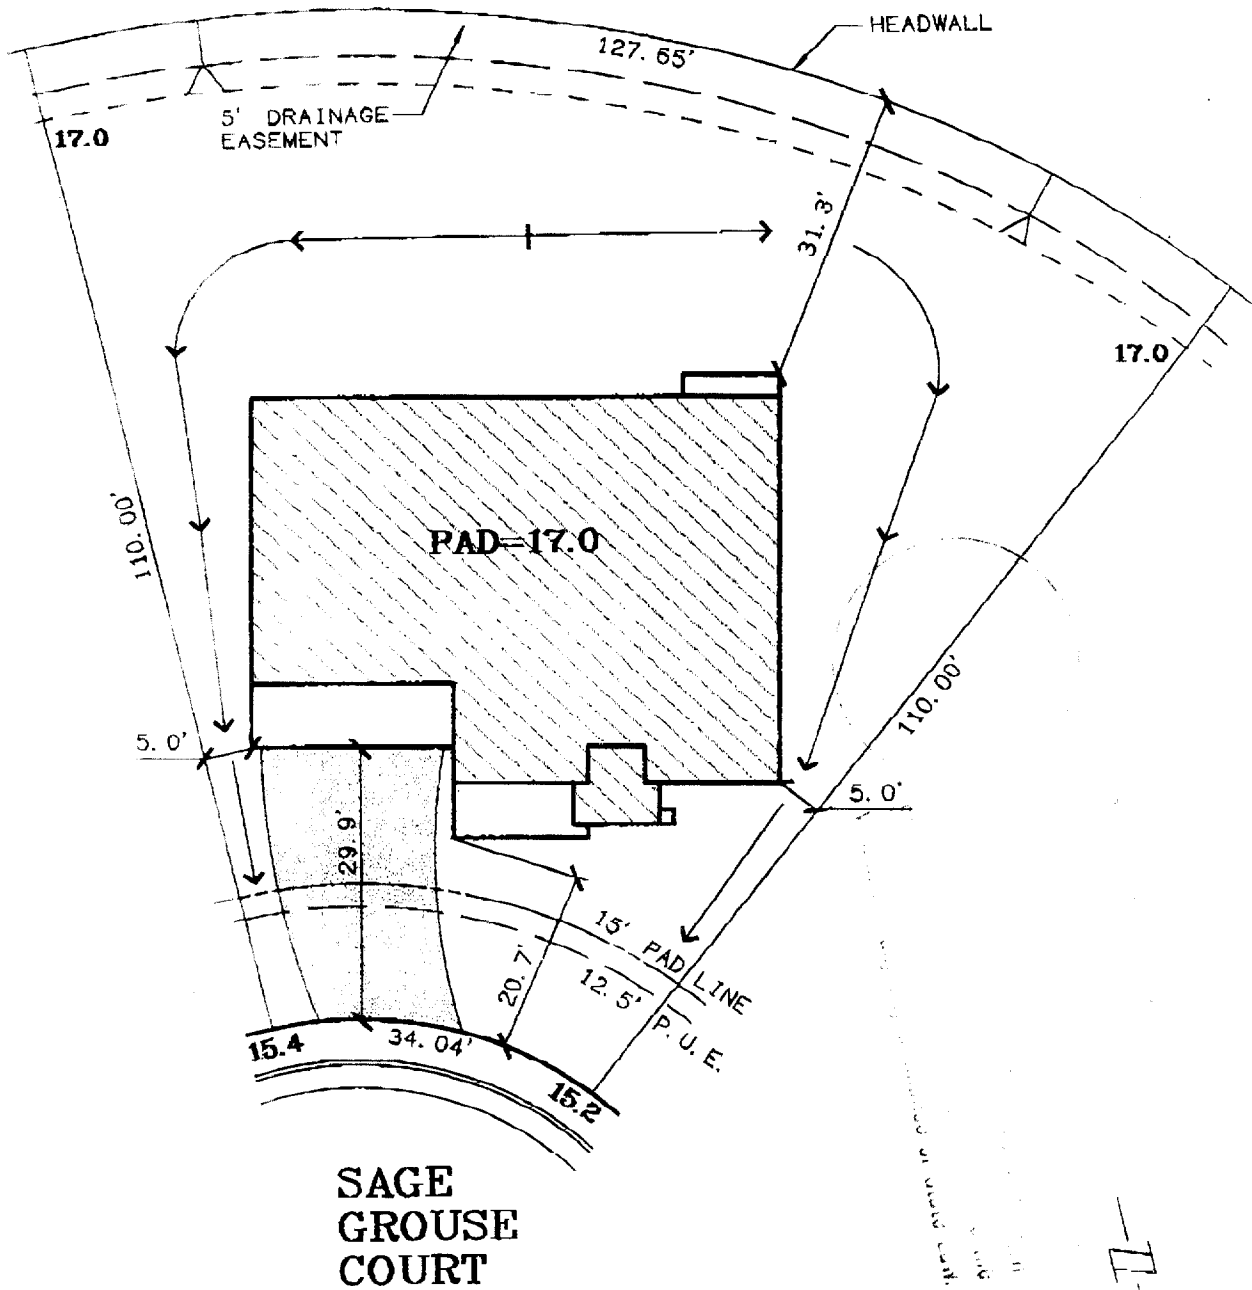 HEADWALL
127.65'
5' DRAINAGE
EASEMENT
17.0
31.3'
17.0
110.00'
PAD=17.0
110.00'
5.0'
5.0'
29.9'
15' PAD LINE
12.5' P.U.E.
20.7'
34.04'
15.4
15.2
SAGE
GROUSE
COURT